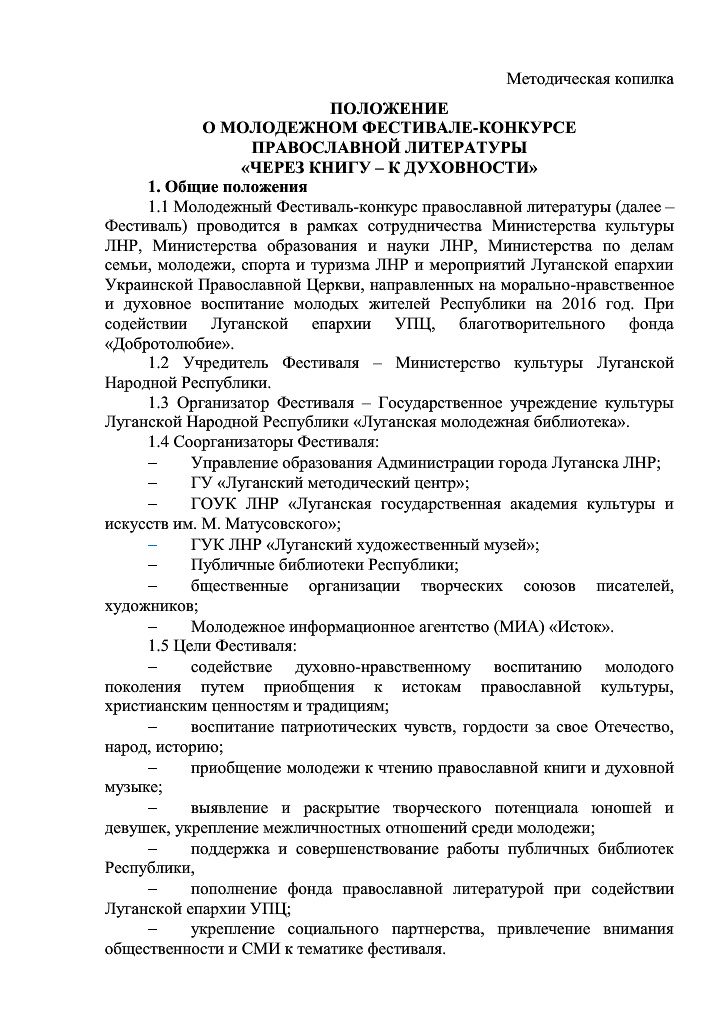 Методическая копилка
ПОЛОЖЕНИЕ
О МОЛОДЕЖНОМ ФЕСТИВАЛЕ-КОНКУРСЕ
ПРАВОСЛАВНОЙ ЛИТЕРАТУРЫ
«ЧЕРЕЗ КНИГУ – К ДУХОВНОСТИ»
1. Общие положения
1.1 Молодежный Фестиваль-конкурс православной литературы (далее –
Фестиваль) проводится в рамках сотрудничества Министерства культуры
ЛНР, Министерства образования и науки ЛНР, Министерства по делам
семьи, молодежи, спорта и туризма ЛНР и мероприятий Луганской епархии
Украинской Православной Церкви, направленных на морально-нравственное
и духовное воспитание молодых жителей Республики на 2016 год. При
содействии Луганской епархии УПЦ, благотворительного фонда
«Добротолюбие».
1.2 Учредитель Фестиваля – Министерство культуры Луганской
Народной Республики.
1.3 Организатор Фестиваля – Государственное учреждение культуры
Луганской Народной Республики «Луганская молодежная библиотека».
1.4 Соорганизаторы Фестиваля:
– Управление образования Администрации города Луганска ЛНР;
– ГУ «Луганский методический центр»;
– ГОУК ЛНР «Луганская государственная академия культуры и
искусств им. М. Матусовского»;
– ГУК ЛНР «Луганский художественный музей»;
– Публичные библиотеки Республики;
– бщественные организации творческих союзов писателей,
художников;
– Молодежное информационное агентство (МИА) «Исток».
1.5 Цели Фестиваля:
– содействие духовно-нравственному воспитанию молодого
поколения путем приобщения к истокам православной культуры,
христианским ценностям и традициям;
– воспитание патриотических чувств, гордости за свое Отечество,
народ, историю;
– приобщение молодежи к чтению православной книги и духовной
музыке;
– выявление и раскрытие творческого потенциала юношей и
девушек, укрепление межличностных отношений среди молодежи;
– поддержка и совершенствование работы публичных библиотек
Республики,
– пополнение фонда православной литературой при содействии
Луганской епархии УПЦ;
– укрепление социального партнерства, привлечение внимания
общественности и СМИ к тематике фестиваля.